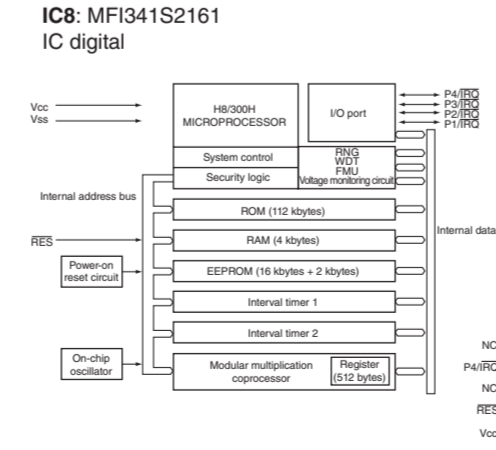 IC8: MFI341S2161
IC digital
Vcc
Vss
H8/300H
MICROPROCESSOR
I/O port
P4/IRQ
P3/IRQ
P2/IRQ
P1/IRQ
System control
Security logic
RNG
WDT
FMU
Voltage monitoring circuit
Internal address bus
ROM (112 kbytes)
Internal data
RES
RAM (4 kbytes)
Power-on
reset circuit
EEPROM (16 kbytes + 2 kbytes)
Interval timer 1
Interval timer 2
On-chip
oscillator
Modular multiplication
coprocessor
Register
(512 bytes)
NC
P4/IRQ
NC
RES
Vcc